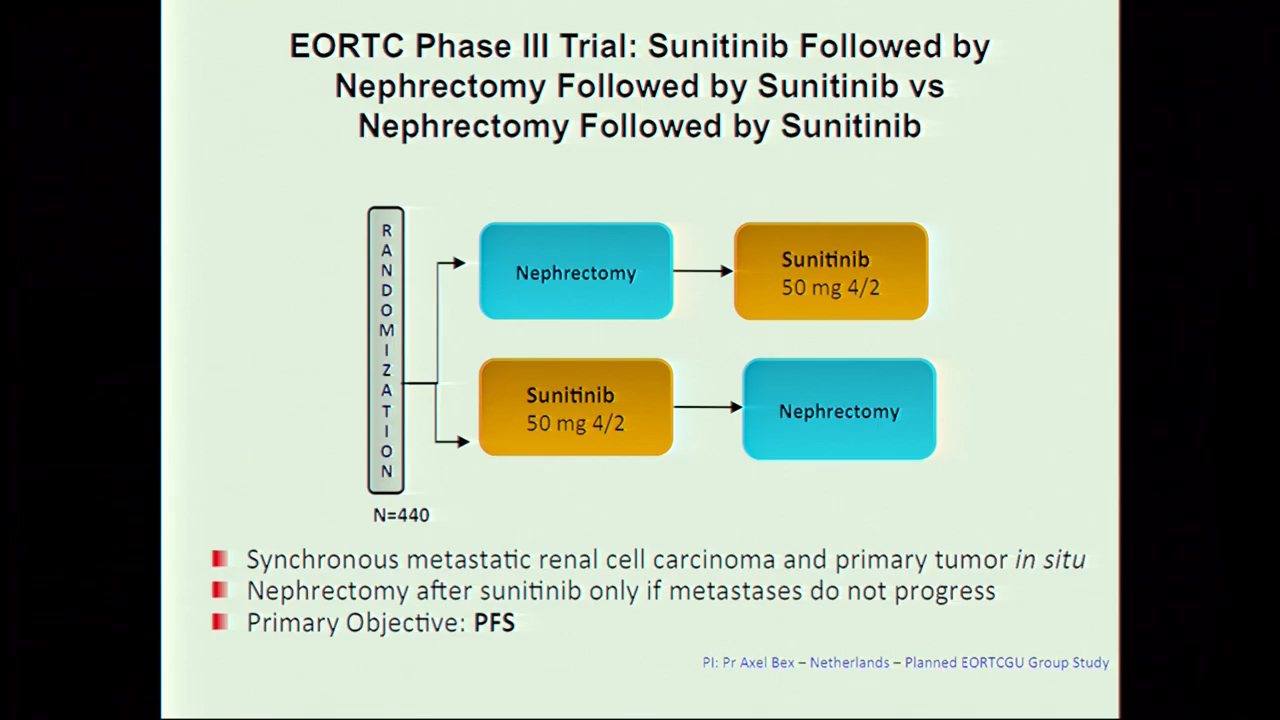 EORTC Phase III Trial: Sunitinib Followed by
Nephrectomy Followed by Sunitinib vs
Nephrectomy Followed by Sunitinib
RANDOMIZATION
Nephrectomy
Sunitinib
50 mg 4/2
Sunitinib
50 mg 4/2
Nephrectomy
N=440
Synchronous metastatic renal cell carcinoma and primary tumor in situ
Nephrectomy after sunitinib only if metastases do not progress
Primary Objective: PFS
PI: Pr Axel Bex – Netherlands – Planned EORTCGU Group Study